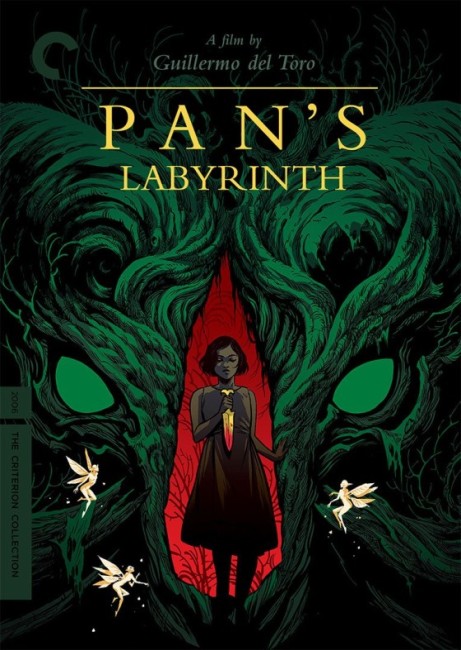 A film by
Guillermo del Toro
PAN'S
LABYRINTH
2006
THE CRITERION COLLECTION